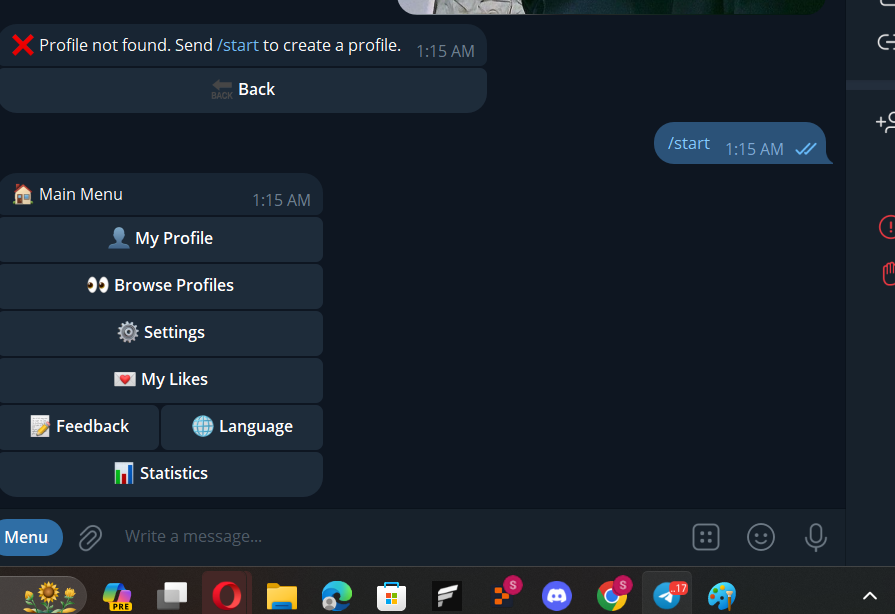 ❌ Profile not found. Send /start to create a profile. 1:15 AM
BACK Back
/start 1:15 AM
🏠 Main Menu 1:15 AM
👤 My Profile
👀 Browse Profiles
⚙️ Settings
💌 My Likes
📝 Feedback 🌐 Language
📊 Statistics
Menu Write a message...
PRE S S ..17